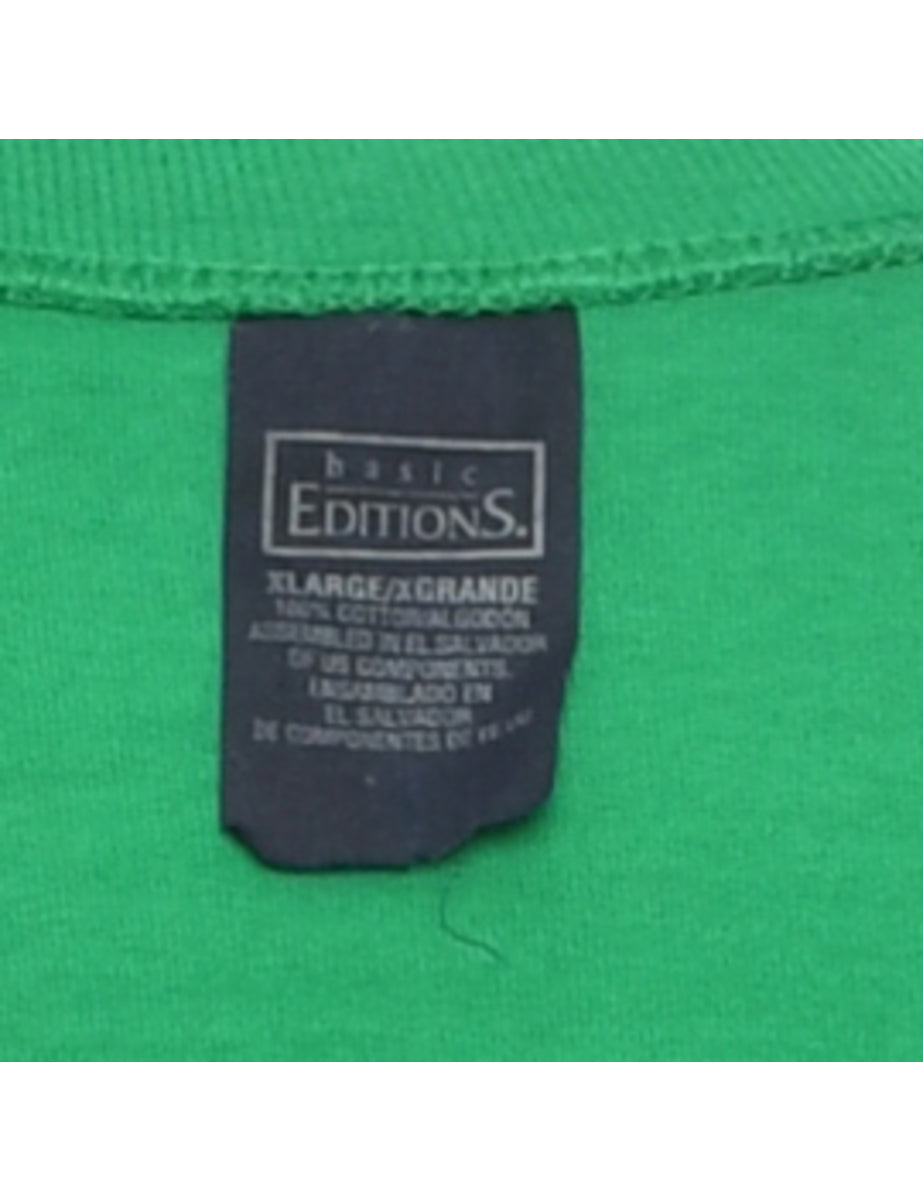 basic
EDITIONS.
XLARGE/XGRANDE
100% COTTON/ALGODÓN
ASSEMBLED IN EL SALVADOR
OF US COMPONENTS.
ENSAMBLADO EN
EL SALVADOR
DE COMPONENTES DE